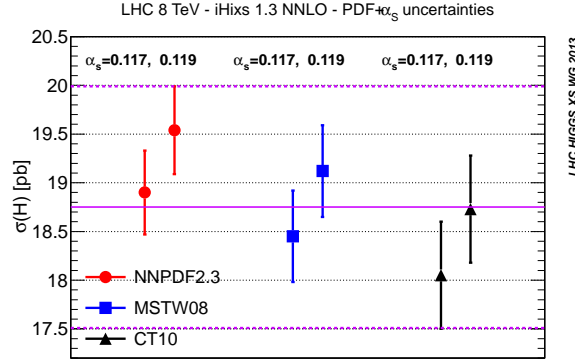 LHC 8 TeV - iHixs 1.3 NNLO - PDF+αS uncertainties
αs=0.117, 0.119 αs=0.117, 0.119 αs=0.117, 0.119
σ(H) [pb]
20.5
20
19.5
19
18.5
18
17.5
NNPDF2.3
MSTW08
CT10
LHC HIGGS XS WG 2013